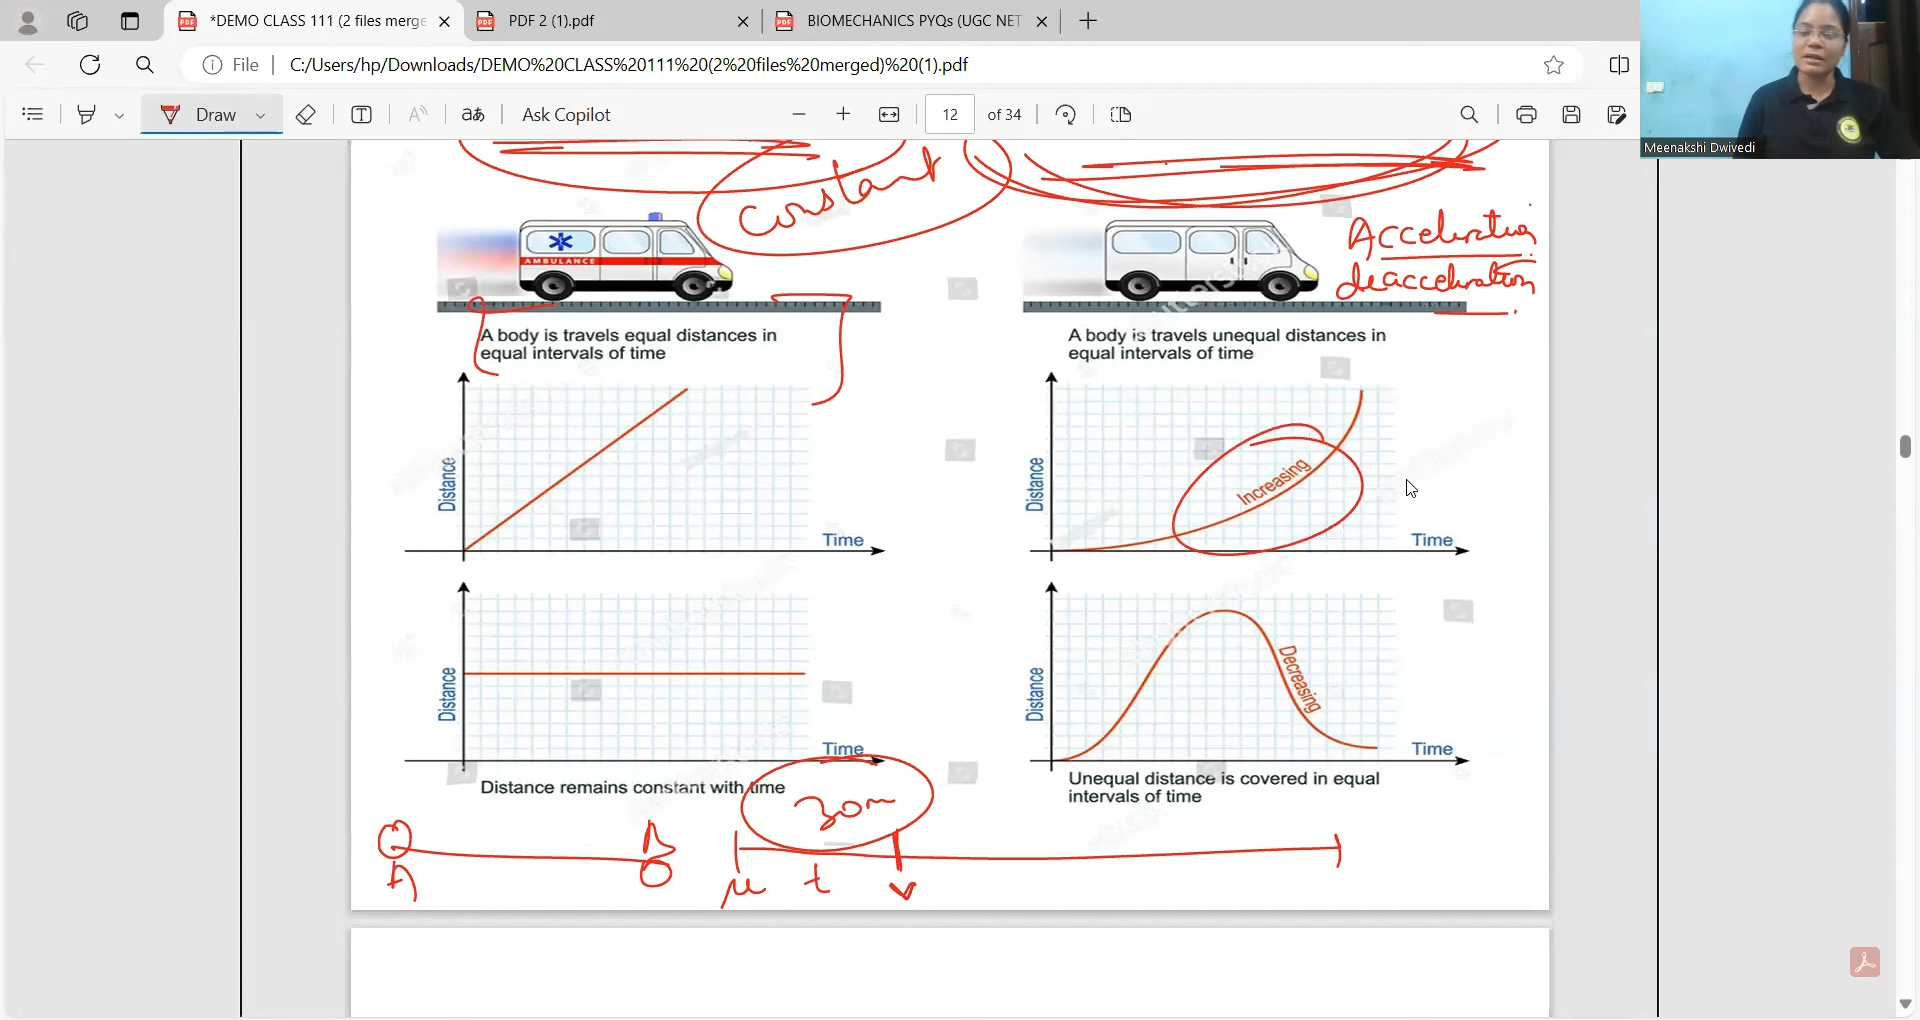 *DEMO CLASS 111 (2 files merge
PDF 2 (1).pdf
BIOMECHANICS PYQs (UGC NET
File
C:/Users/hp/Downloads/DEMO%20CLASS%20111%20(2%20files%20merged)%20(1).pdf
Draw
T
aあ
Ask Copilot
12
of 34
Meenakshi Dwivedi
constant
AMBULANCE
Acceleration
deacceleration
A body is travels equal distances in
equal intervals of time
A body is travels unequal distances in
equal intervals of time
Distance
Time
Distance
Increasing
Time
Distance
Time
Distance remains constant with time
Distance
Decreasing
Time
Unequal distance is covered in equal
intervals of time
30m
A
B
u
t
v